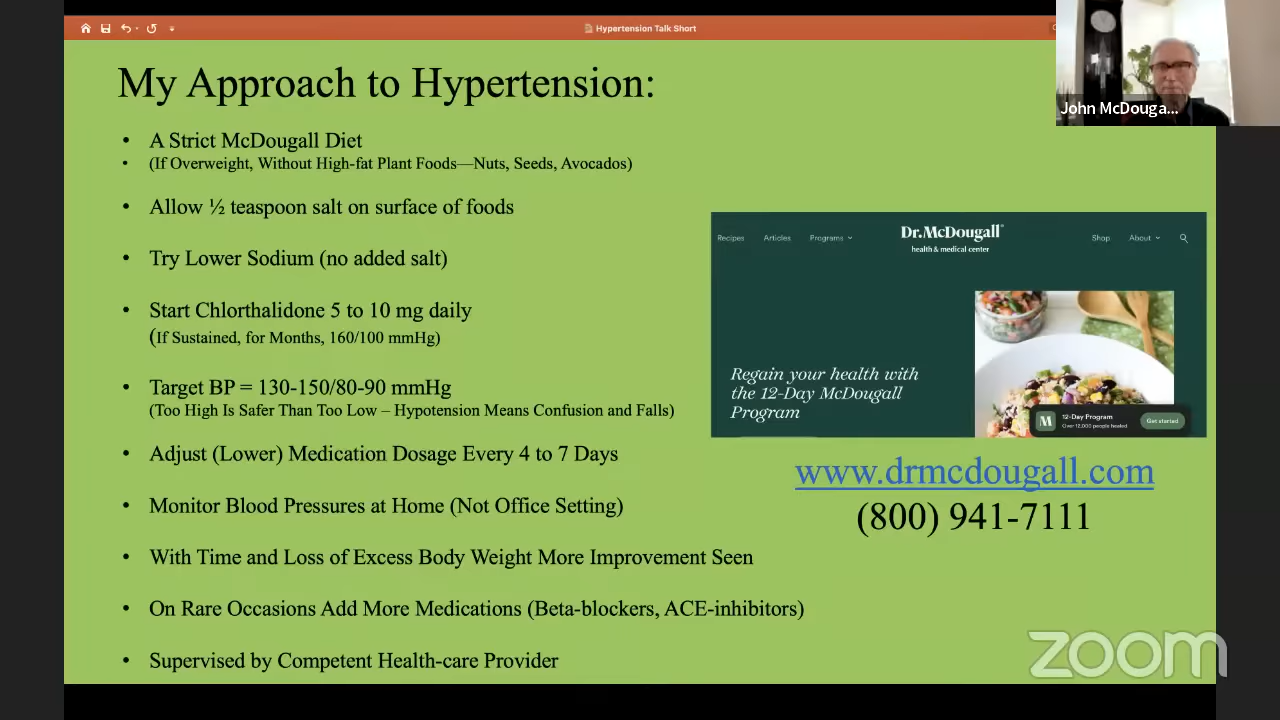 Hypertension Talk Short
John McDouga...
My Approach to Hypertension:
• A Strict McDougall Diet
• (If Overweight, Without High-fat Plant Foods—Nuts, Seeds, Avocados)
• Allow ½ teaspoon salt on surface of foods
• Try Lower Sodium (no added salt)
• Start Chlorthalidone 5 to 10 mg daily
(If Sustained, for Months, 160/100 mmHg)
• Target BP = 130-150/80-90 mmHg
(Too High Is Safer Than Too Low – Hypotension Means Confusion and Falls)
• Adjust (Lower) Medication Dosage Every 4 to 7 Days
• Monitor Blood Pressures at Home (Not Office Setting)
• With Time and Loss of Excess Body Weight More Improvement Seen
• On Rare Occasions Add More Medications (Beta-blockers, ACE-inhibitors)
• Supervised by Competent Health-care Provider
Recipes Articles Programs Dr.McDougall® Shop About
health & medical center
Regain your health with
the 12-Day McDougall
Program
M 12-Day Program Get started
Over 12,000 people healed
www.drmcdougall.com
(800) 941-7111
zoom